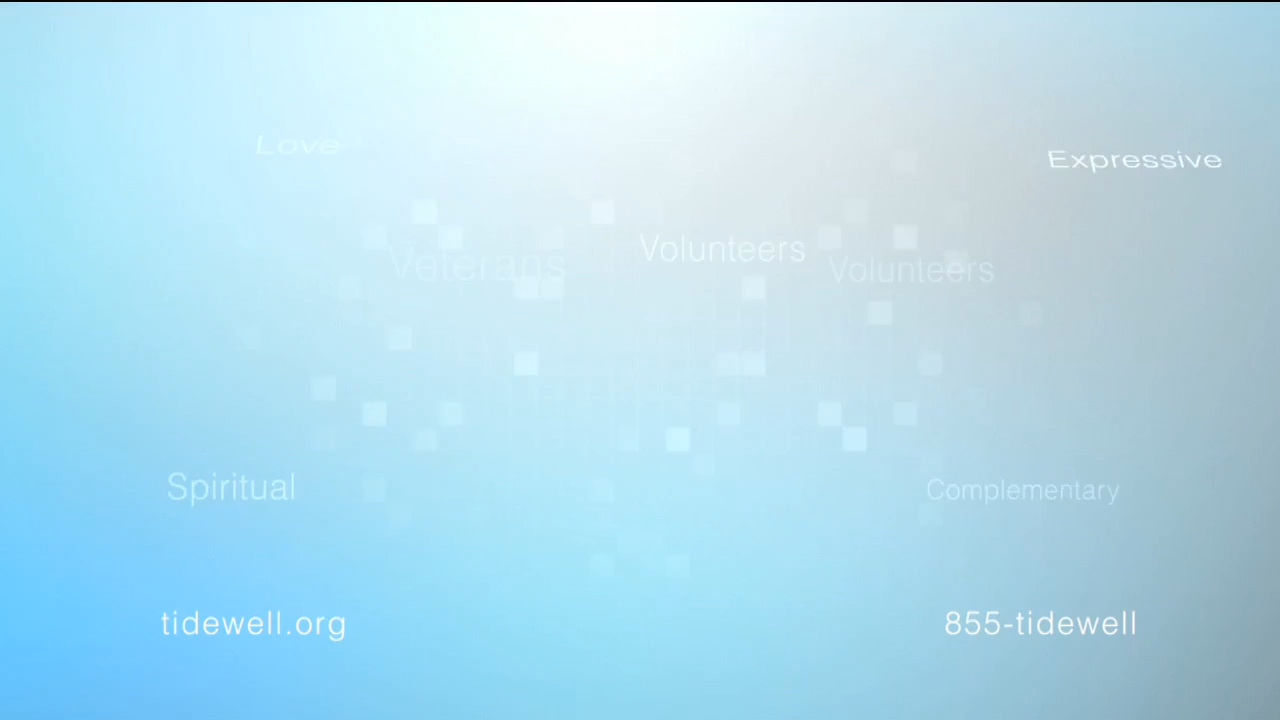 Love
Expressive
Veterans
Volunteers
Volunteers
Spiritual
Complementary
tidewell.org
855-tidewell